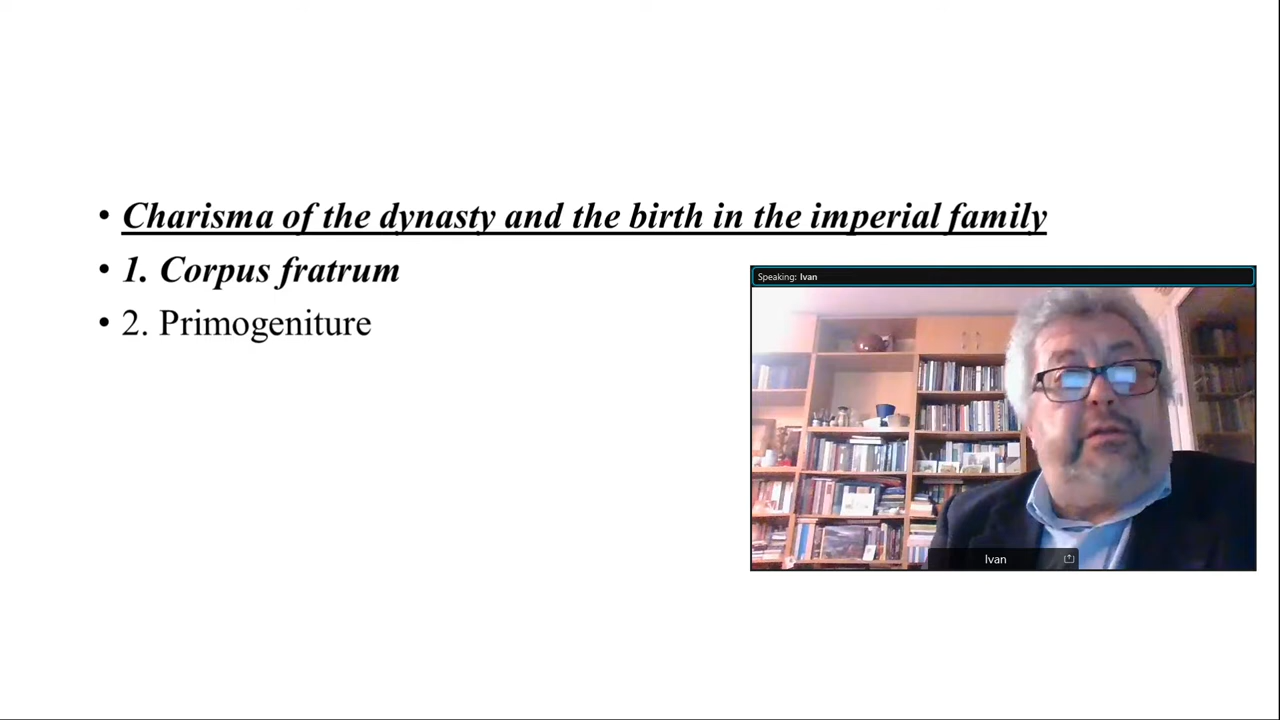 • Charisma of the dynasty and the birth in the imperial family
• 1. Corpus fratrum
• 2. Primogeniture
Speaking: Ivan
Ivan